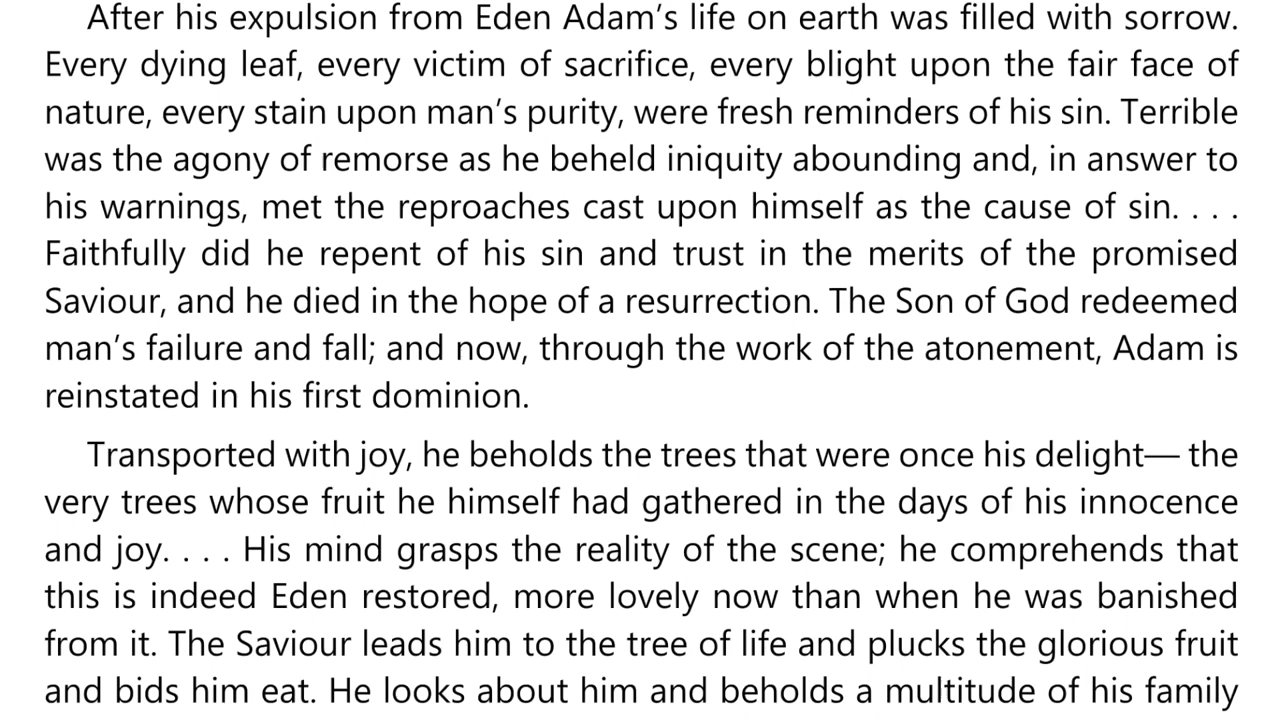 After his expulsion from Eden Adam’s life on earth was filled with sorrow.
Every dying leaf, every victim of sacrifice, every blight upon the fair face of
nature, every stain upon man’s purity, were fresh reminders of his sin. Terrible
was the agony of remorse as he beheld iniquity abounding and, in answer to
his warnings, met the reproaches cast upon himself as the cause of sin. . . .
Faithfully did he repent of his sin and trust in the merits of the promised
Saviour, and he died in the hope of a resurrection. The Son of God redeemed
man’s failure and fall; and now, through the work of the atonement, Adam is
reinstated in his first dominion.
Transported with joy, he beholds the trees that were once his delight— the
very trees whose fruit he himself had gathered in the days of his innocence
and joy. . . . His mind grasps the reality of the scene; he comprehends that
this is indeed Eden restored, more lovely now than when he was banished
from it. The Saviour leads him to the tree of life and plucks the glorious fruit
and bids him eat. He looks about him and beholds a multitude of his family